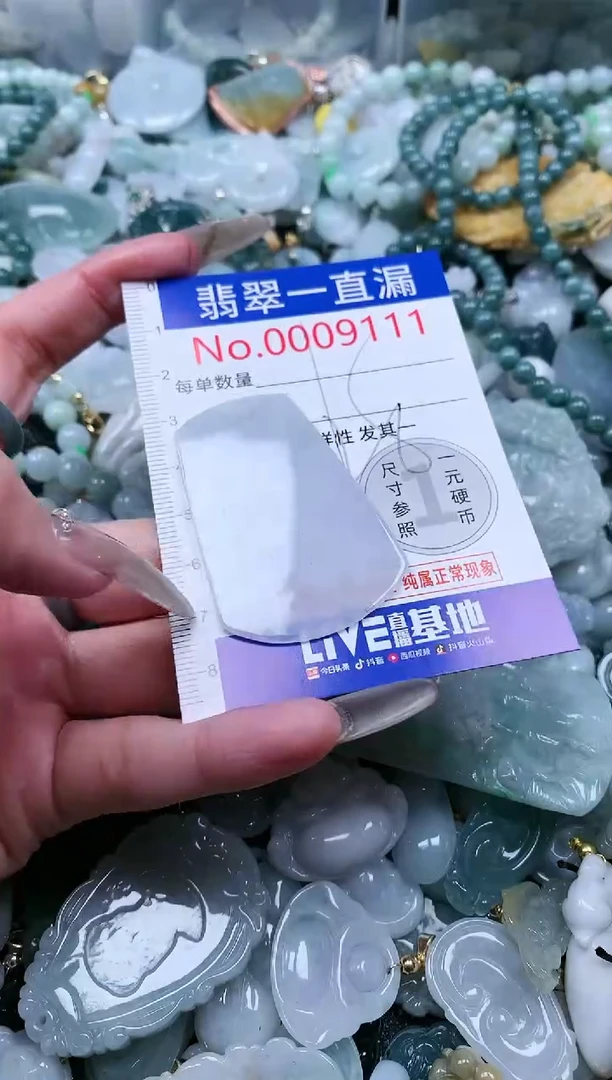 翡翠一直漏
No.0009111
每单数量
样性 发其一
尺寸参照
1
一元硬币
纯属正常现象
LIVE直播基地
今日头条 抖音 西瓜视频 抖音火山版
0
1
2
3
5
6
7
8